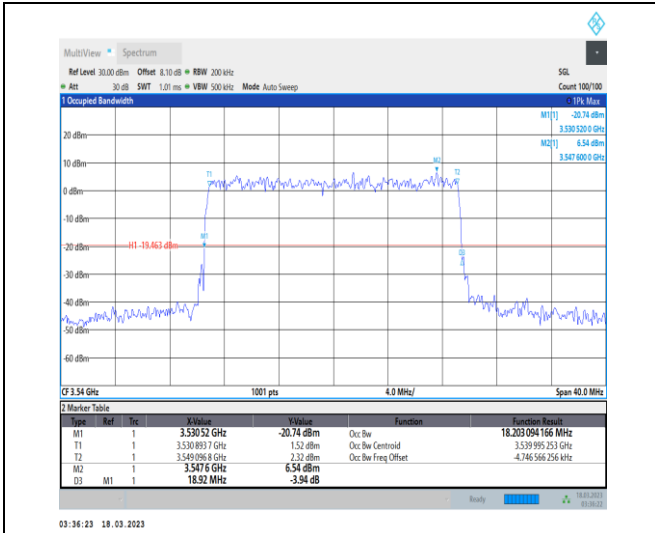 MultiView Spectrum
Ref Level 30.00 dBm Offset 8.10 dB RBW 200 kHz SGL
Att 30 dB SWT 1.01 ms VBW 500 kHz Mode Auto Sweep Count 100/100
1 Occupied Bandwidth 1Pk Max
M1[1] -20.74 dBm
3.530 520 0 GHz
M2[1] 6.54 dBm
3.547 600 0 GHz
20 dBm
10 dBm
M2
T1 T2
0 dBm
-10 dBm
M1
-20 dBm H1 -19.463 dBm
D3
-30 dBm
-40 dBm
-50 dBm
-60 dBm
CF 3.54 GHz 1001 pts 4.0 MHz/ Span 40.0 MHz
2 Marker Table
Type Ref Trc X-Value Y-Value Function Function Result
M1 1 3.53052 GHz -20.74 dBm Occ Bw 18.203 094 166 MHz
T1 1 3.530 893 7 GHz 1.52 dBm Occ Bw Centroid 3.539 995 253 GHz
T2 1 3.549 096 8 GHz 2.32 dBm Occ Bw Freq Offset -4.746 566 256 kHz
M2 1 3.5476 GHz 6.54 dBm
D3 M1 1 18.92 MHz -3.94 dB
Ready 18.03.2023
03:36:22
03:36:23 18.03.2023